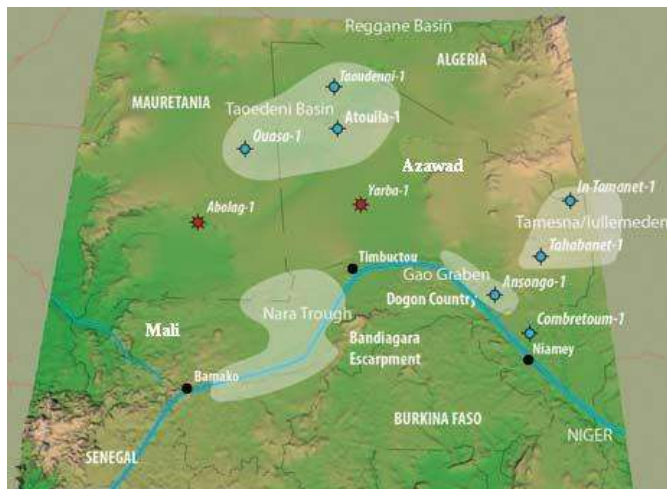 Reggane Basin
ALGERIA
Taoudenni-1
MAURETANIA
Taoedeni Basin
Atouila-1
Ouasa-1
Azawad
In Tamanet-1
Abolag-1
Yarba-1
Tamesna/Iullemeden
Tahabanet-1
Timbuctou
Gao Graben
Ansongo-1
Dogon Country
Nara Trough
Mali
Combretoum-1
Bandiagara
Escarpment
Niamey
Bamako
BURKINA FASO
NIGER
SENEGAL